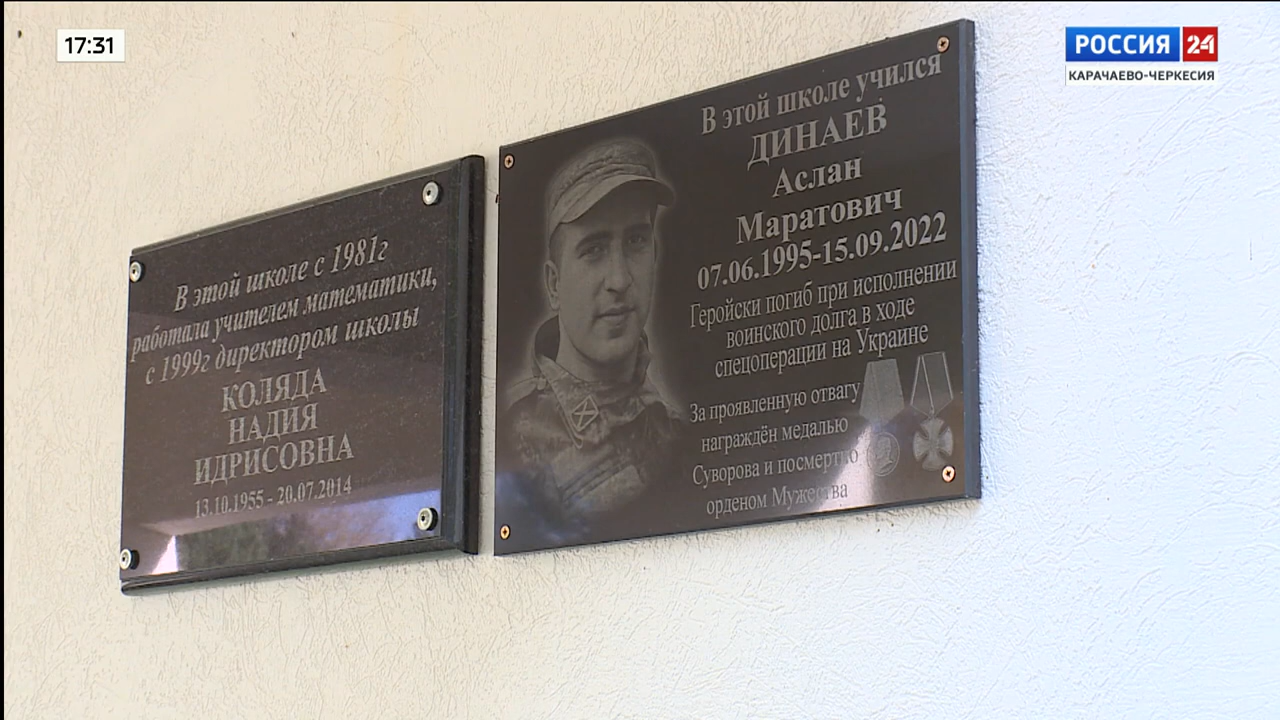 17:31
РОССИЯ 24
КАРАЧАЕВО-ЧЕРКЕСИЯ
В этой школе с 1981г
работала учителем математики,
с 1999г директором школы
КОЛЯДА
НАДИЯ
ИДРИСОВНА
13.10.1955 - 20.07.2014
В этой школе учился
ДИНАЕВ
Аслан
Маратович
07.06.1995-15.09.2022
Геройски погиб при исполнении
воинского долга в ходе
спецоперации на Украине
За проявленную отвагу
награждён медалью
Суворова и посмертно
орденом Мужества